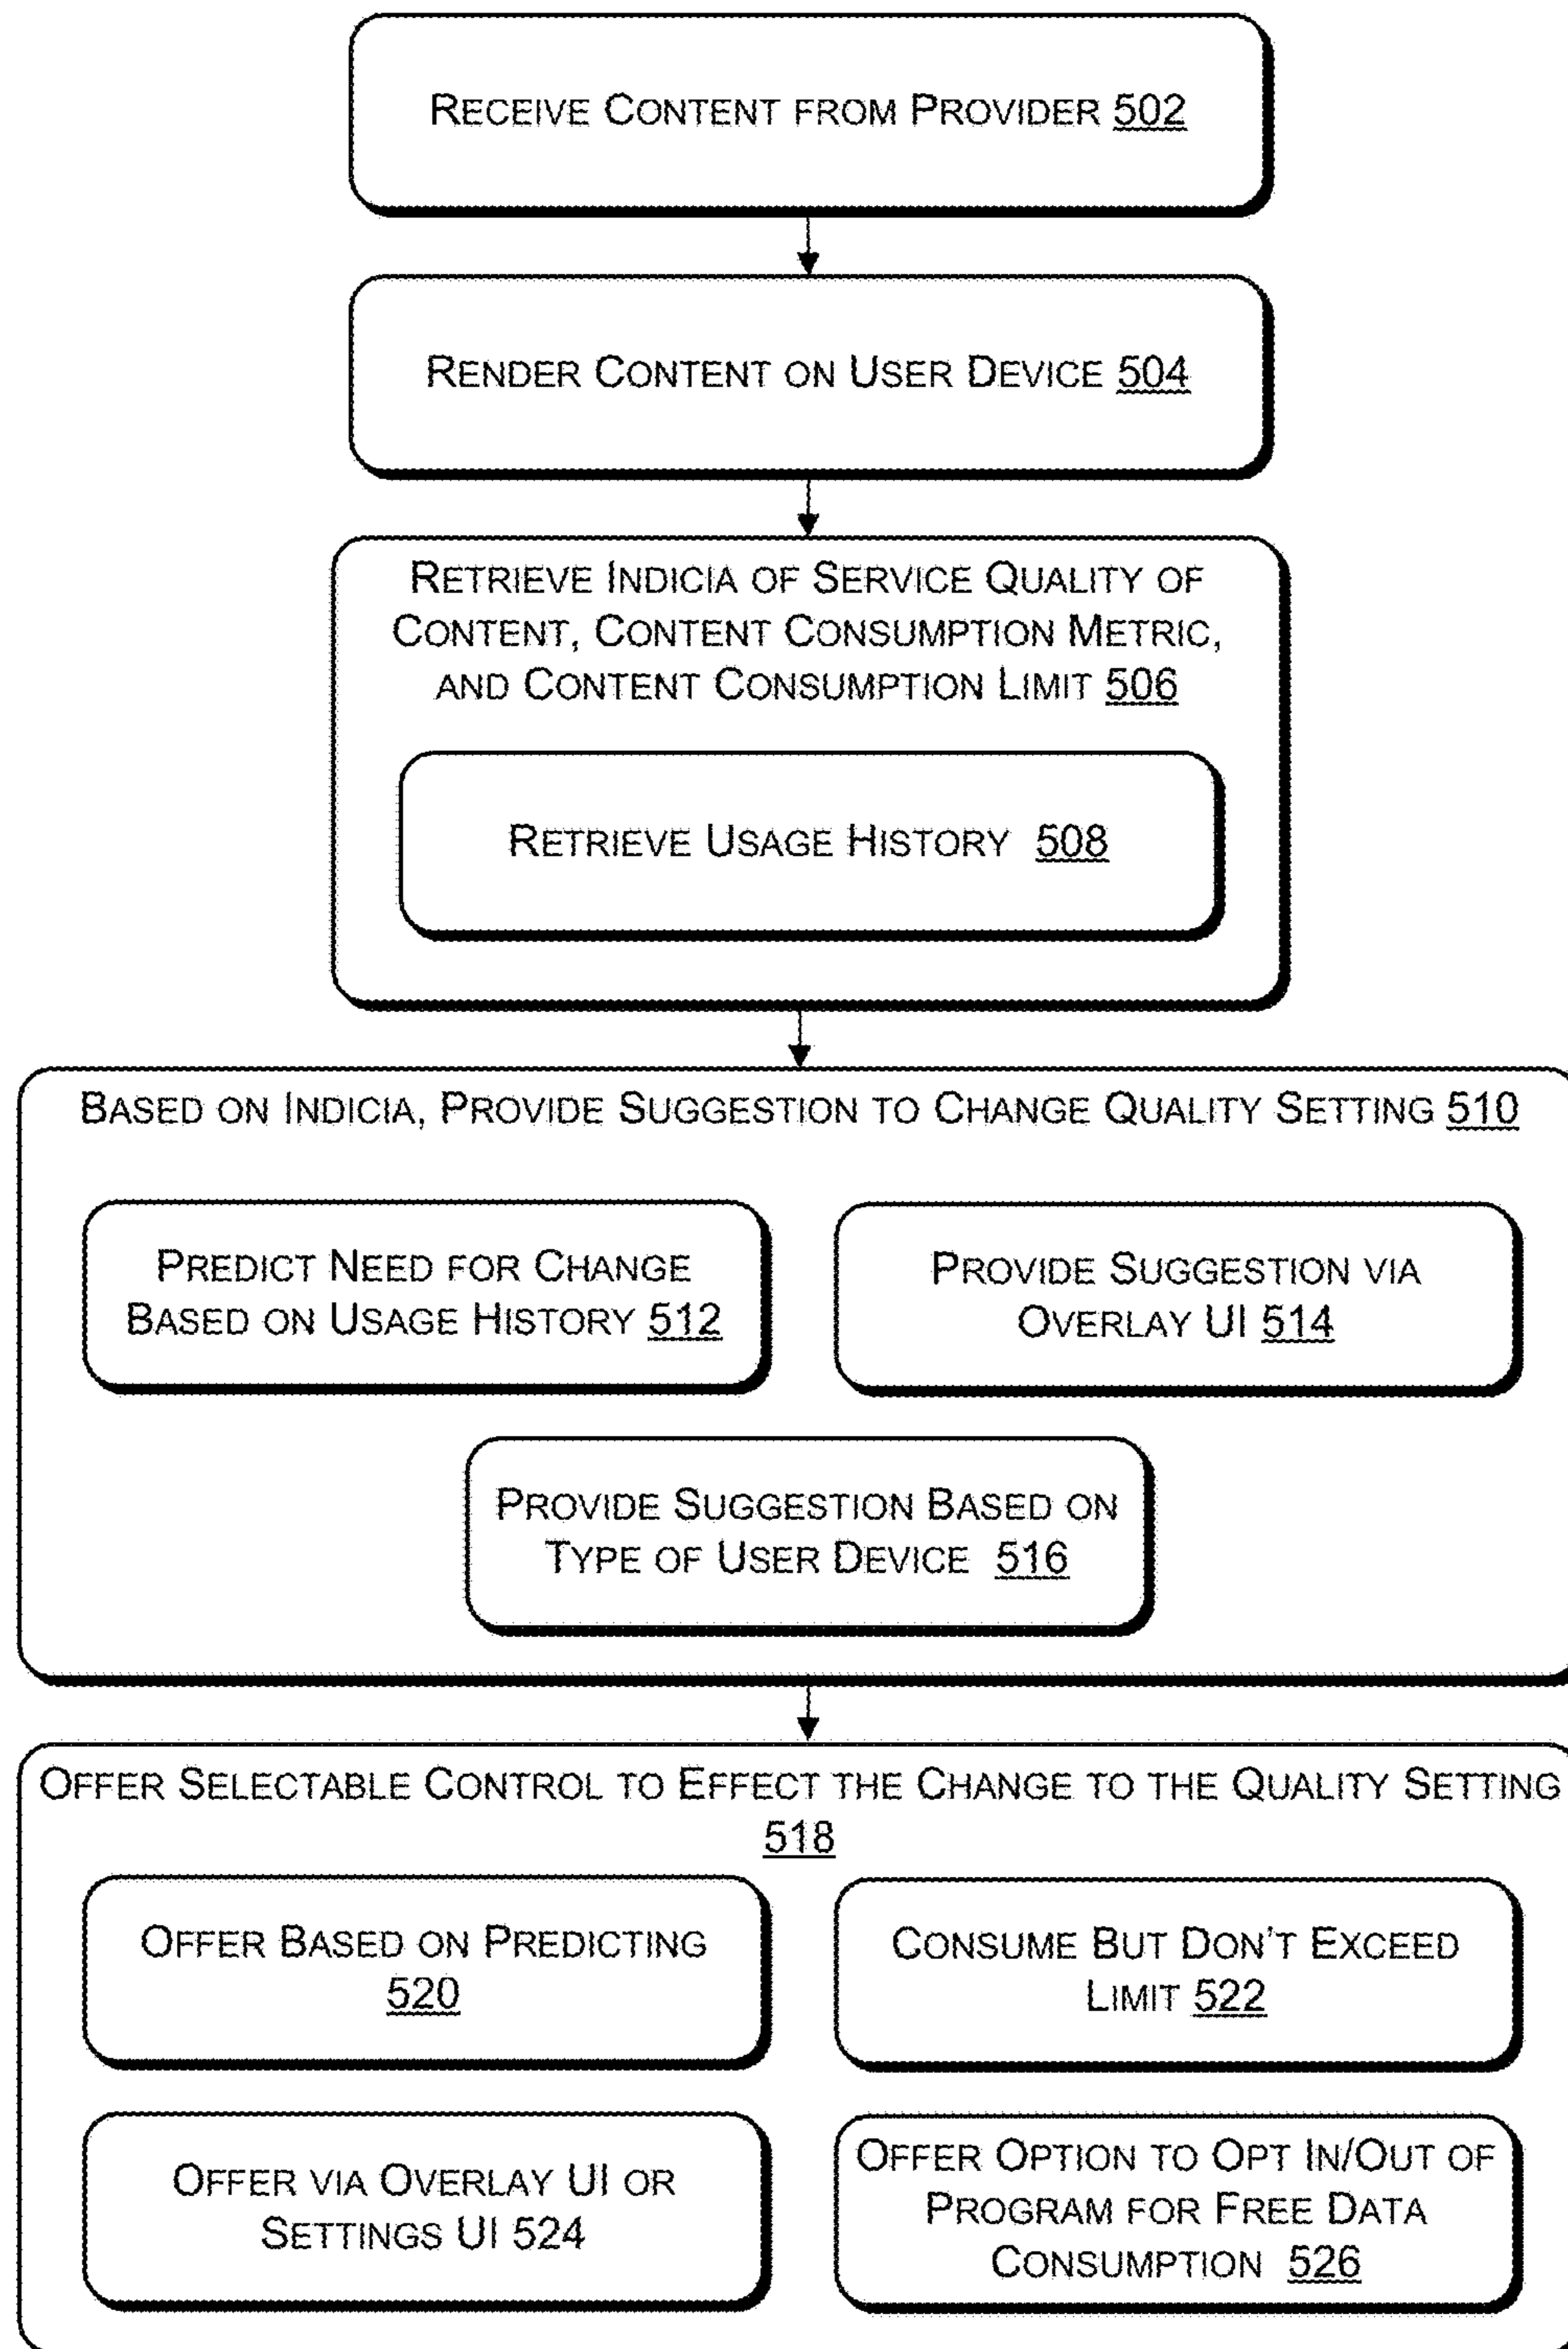 RECEIVE CONTENT FROM PROVIDER 502
RENDER CONTENT ON USER DEVICE 504
RETRIEVE INDICIA OF SERVICE QUALITY OF
CONTENT, CONTENT CONSUMPTION METRIC,
AND CONTENT CONSUMPTION LIMIT 506
RETRIEVE USAGE HISTORY 508
BASED ON INDICIA, PROVIDE SUGGESTION TO CHANGE QUALITY SETTING 510
PREDICT NEED FOR CHANGE
BASED ON USAGE HISTORY 512
PROVIDE SUGGESTION VIA
OVERLAY UI 514
PROVIDE SUGGESTION BASED ON
TYPE OF USER DEVICE 516
OFFER SELECTABLE CONTROL TO EFFECT THE CHANGE TO THE QUALITY SETTING
518
OFFER BASED ON PREDICTING
520
CONSUME BUT DON'T EXCEED
LIMIT 522
OFFER VIA OVERLAY UI OR
SETTINGS UI 524
OFFER OPTION TO OPT IN/OUT OF
PROGRAM FOR FREE DATA
CONSUMPTION 526